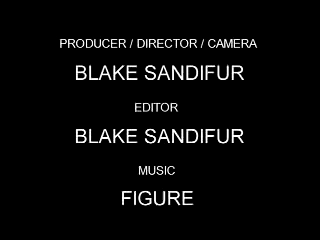 PRODUCER / DIRECTOR / CAMERA
BLAKE SANDIFUR
EDITOR
BLAKE SANDIFUR
MUSIC
FIGURE